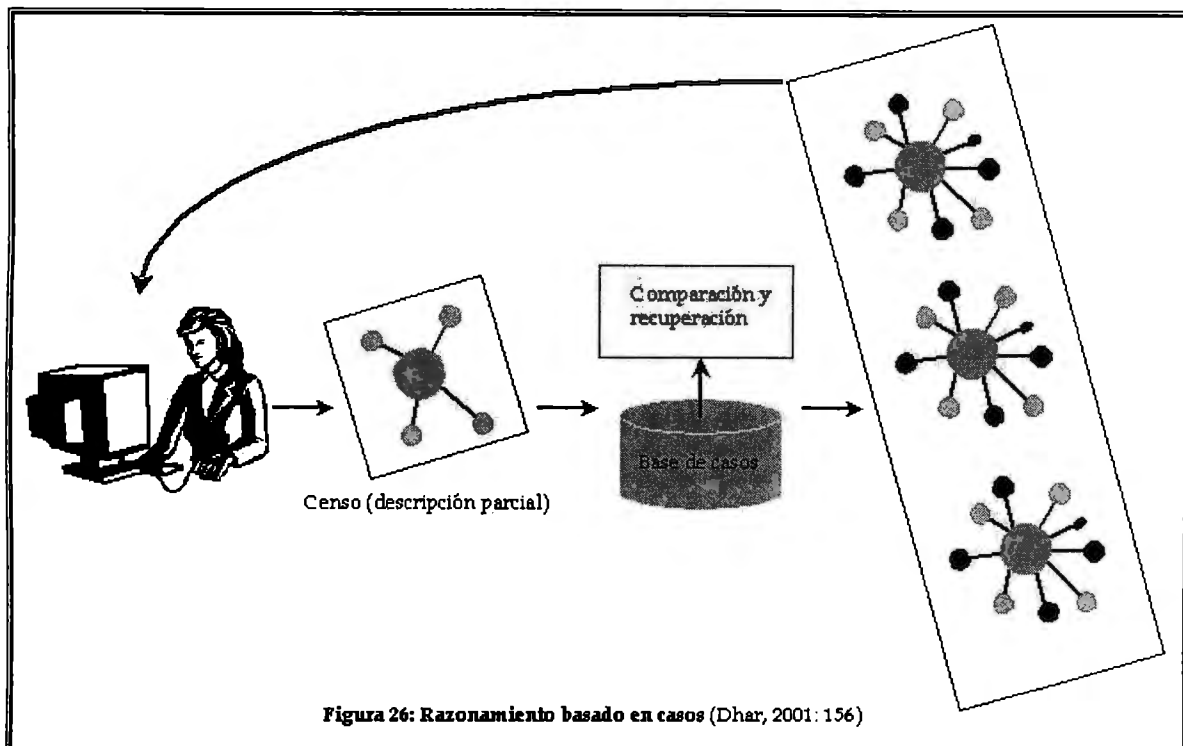 Comparación y
recuperación
Base de casos
Censo (descripción parcial)
Figura 26: Razonamiento basado en casos (Dhar, 2001: 156)